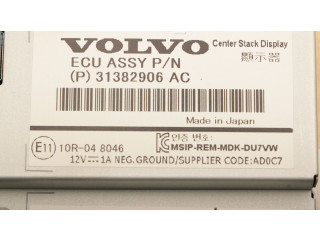 VOLVO Center Stack Display
ECU ASSY P/N 顯示器
(P) 31382906 AC
Made in Japan
E11 10R-04 8046 인증 번호:
MSIP-REM-MDK-DU7VW
12V⎓1A NEG.GROUND/SUPPLIER CODE:AD0C7